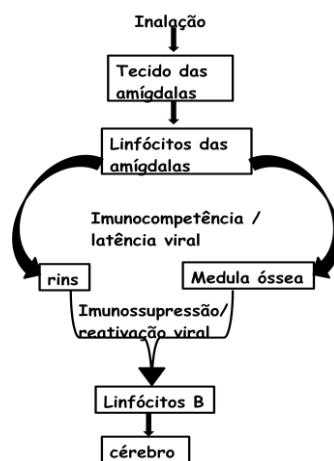 Inalação
Tecido das
amígdalas
Linfócitos das
amígdalas
Imunocompetência /
latência viral
rins
Medula óssea
Imunossupressão/
reativação viral
Linfócitos B
cérebro